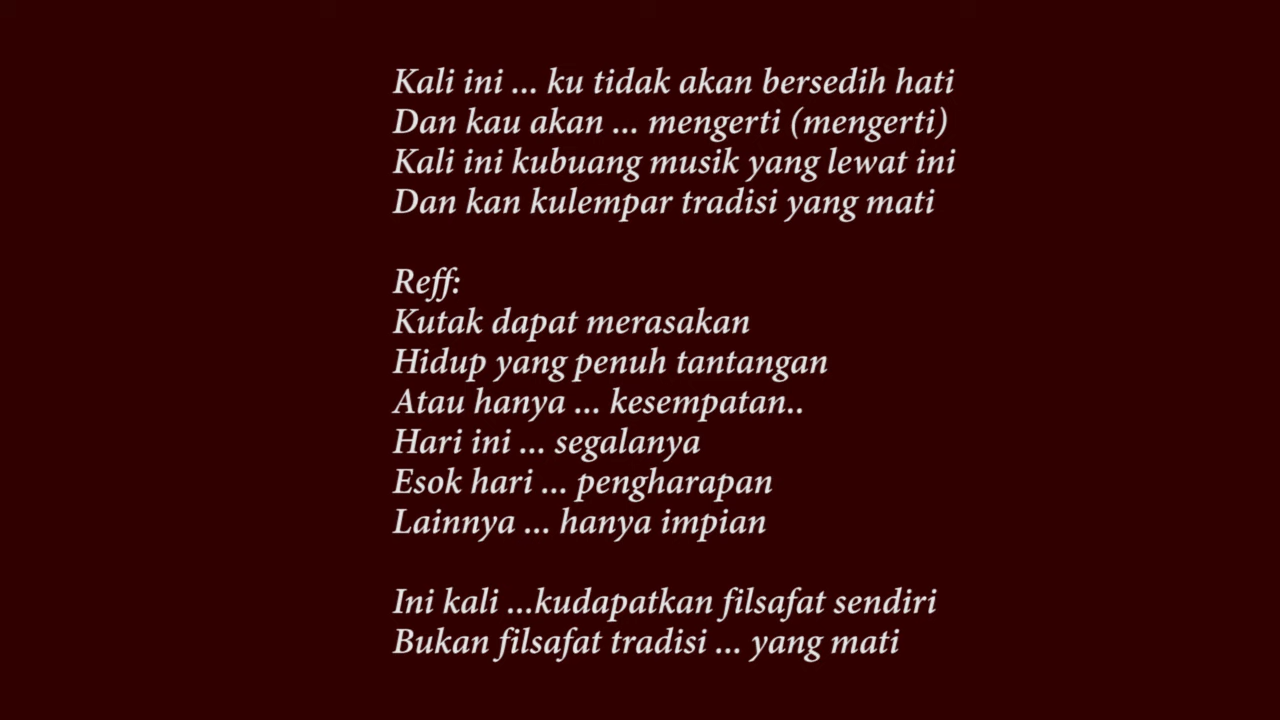 Kali ini ... ku tidak akan bersedih hati
Dan kau akan ... mengerti (mengerti)
Kali ini kubuang musik yang lewat ini
Dan kan kulempar tradisi yang mati
Reff:
Kutak dapat merasakan
Hidup yang penuh tantangan
Atau hanya ... kesempatan..
Hari ini ... segalanya
Esok hari ... pengharapan
Lainnya ... hanya impian
Ini kali ...kudapatkan filsafat sendiri
Bukan filsafat tradisi ... yang mati